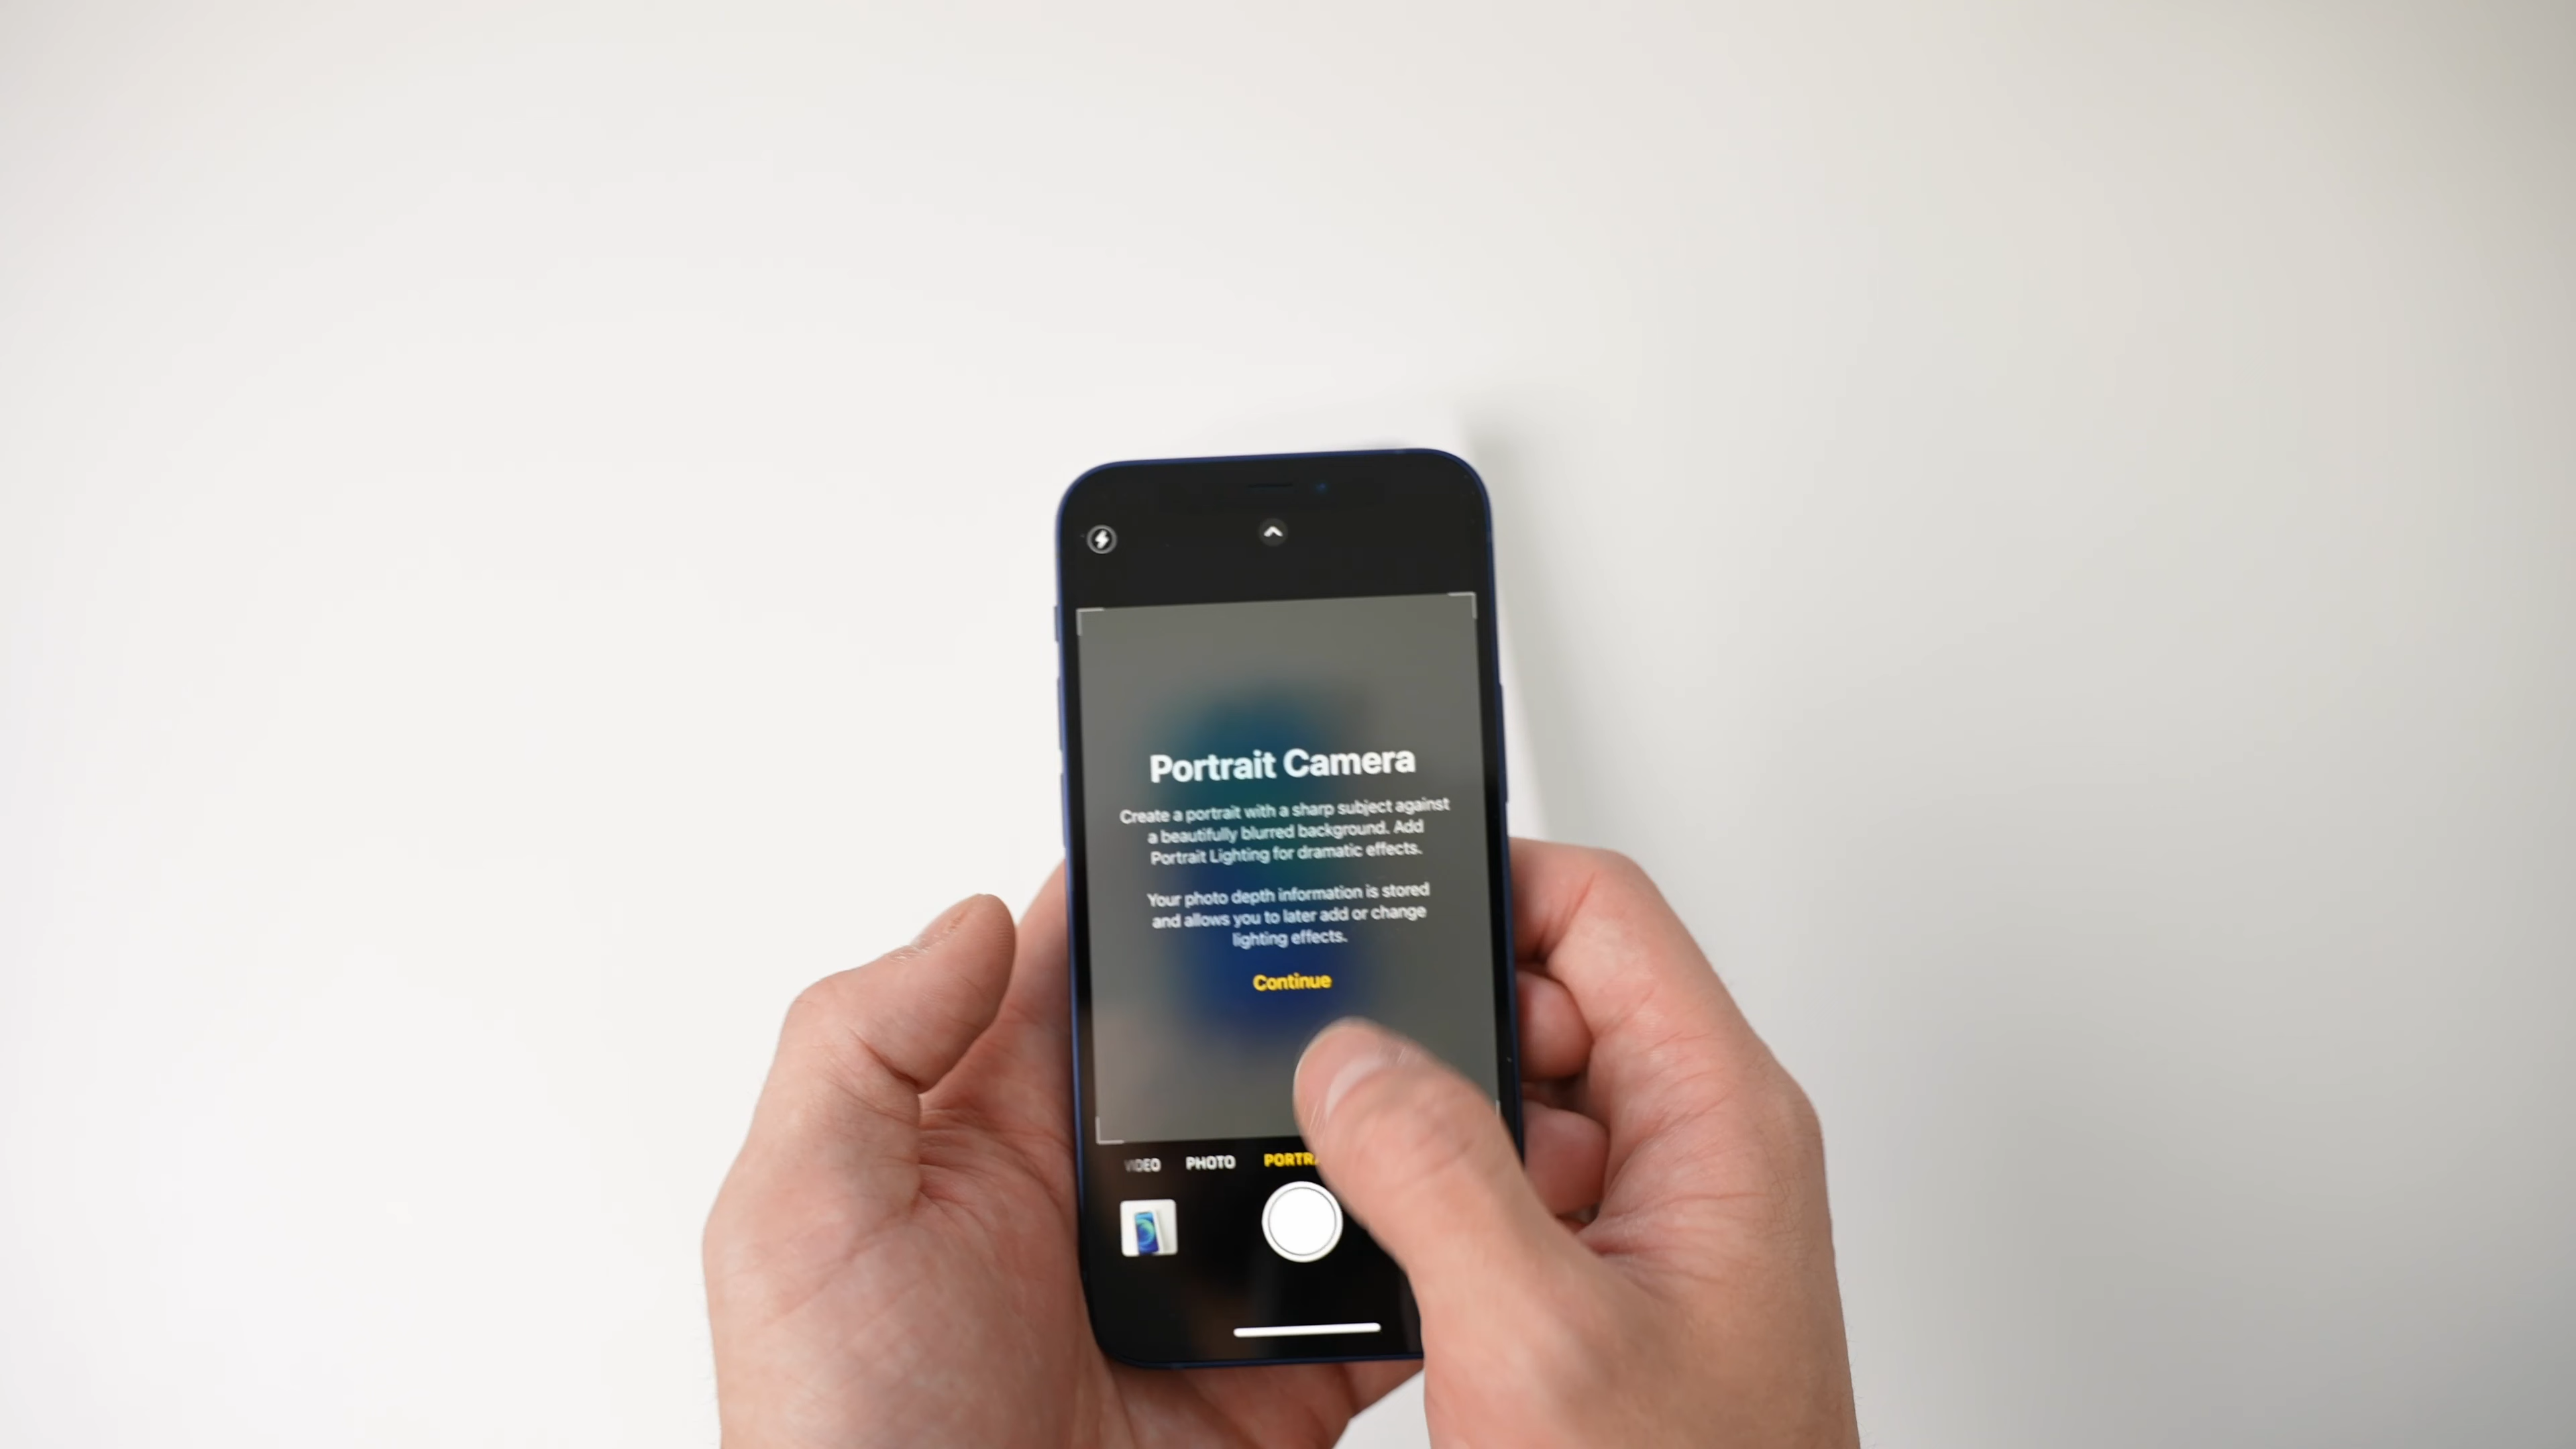 Portrait Camera
Create a portrait with a sharp subject against
a beautifully blurred background. Add
Portrait Lighting for dramatic effects.
Your photo depth information is stored
and allows you to later add or change
lighting effects.
Continue
VIDEO PHOTO PORTRA